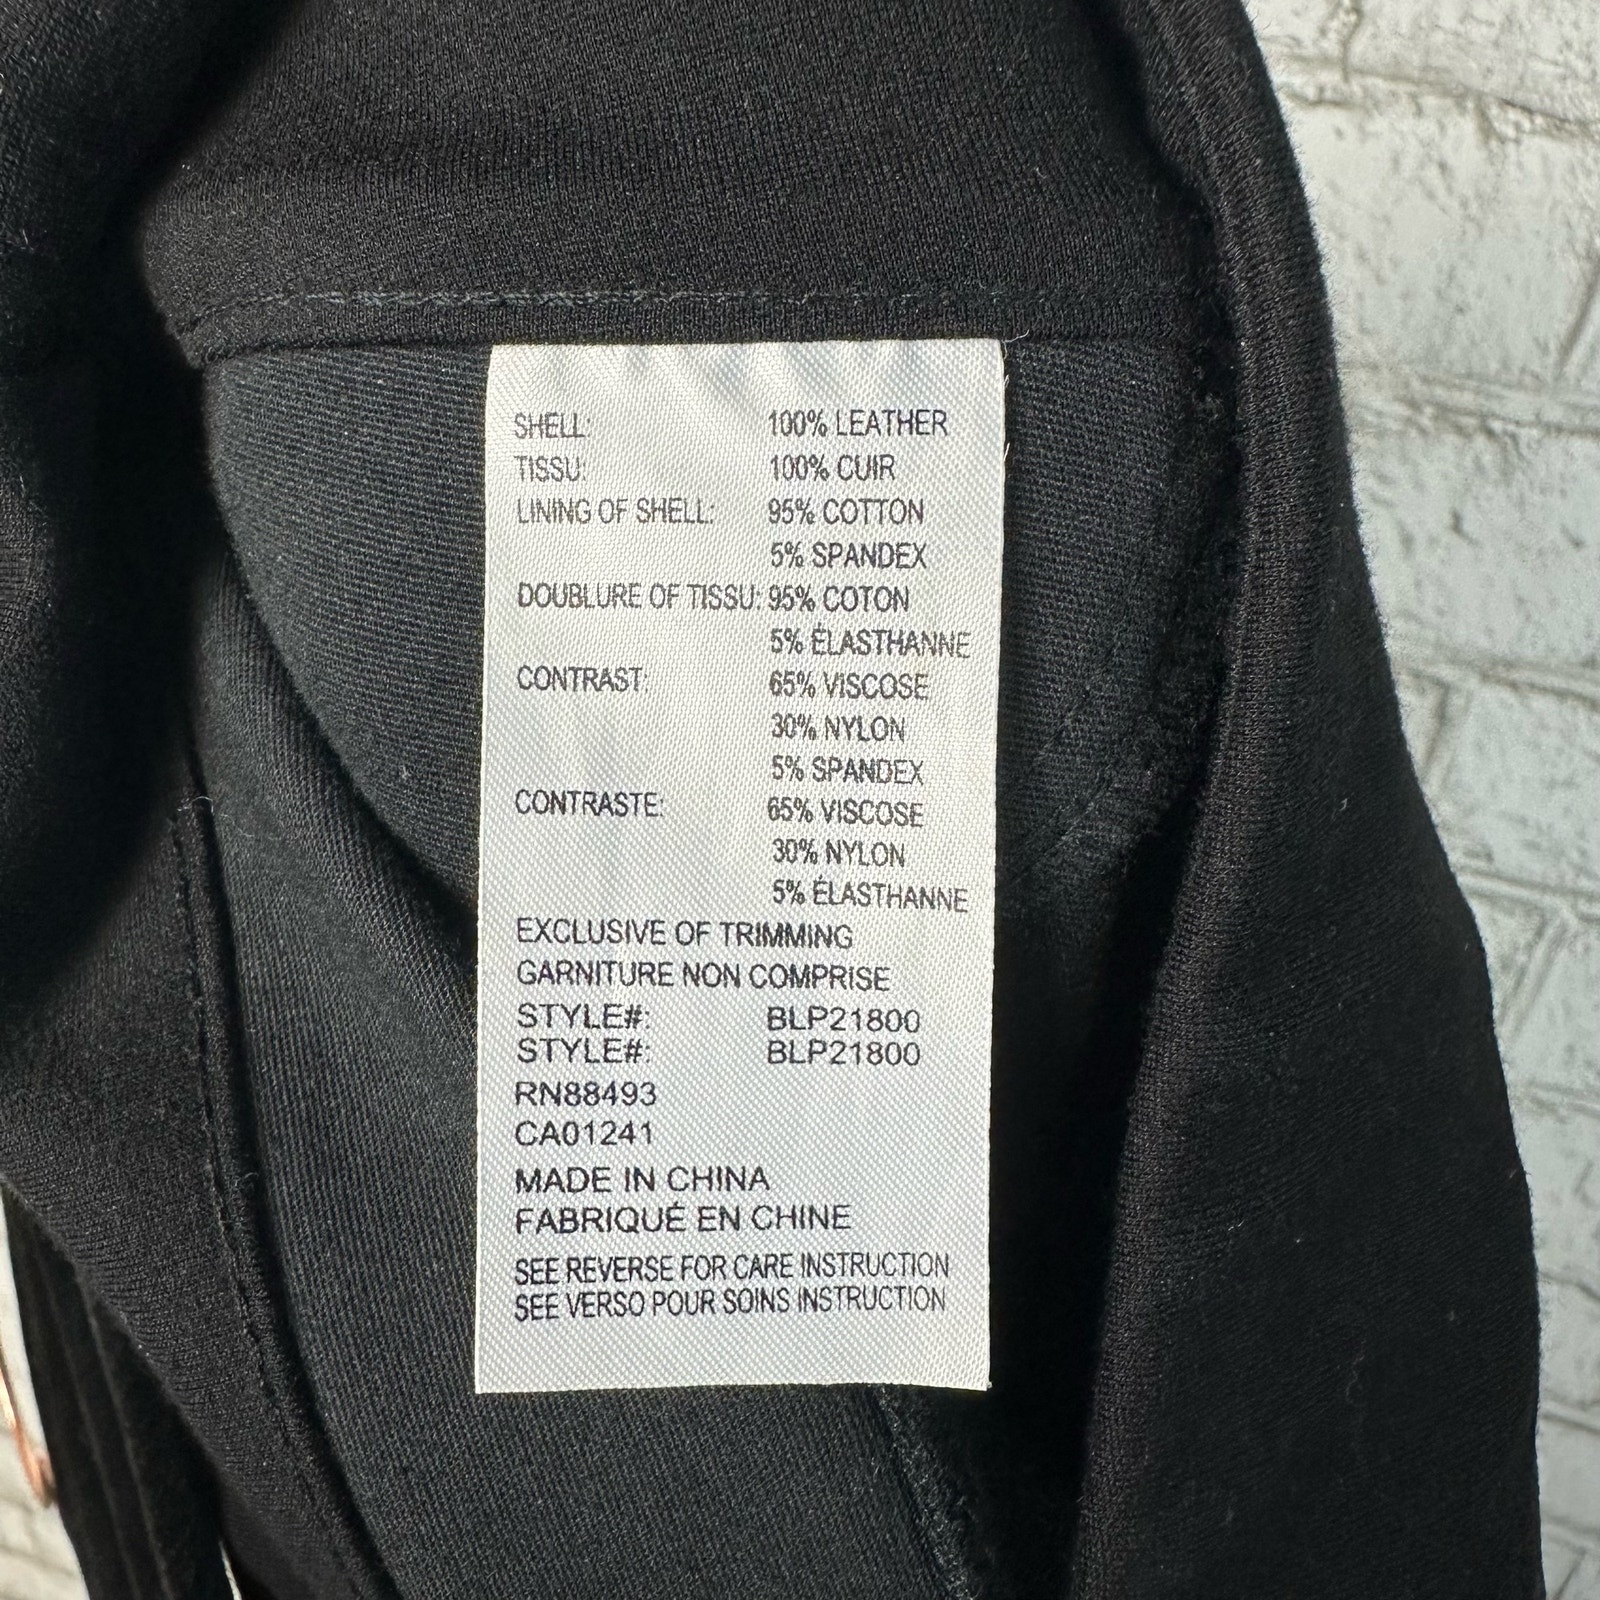 SHELL: 100% LEATHER
TISSU: 100% CUIR
LINING OF SHELL: 95% COTTON
5% SPANDEX
DOUBLURE OF TISSU: 95% COTON
5% ÉLASTHANNE
CONTRAST: 65% VISCOSE
30% NYLON
5% SPANDEX
CONTRASTE: 65% VISCOSE
30% NYLON
5% ÉLASTHANNE
EXCLUSIVE OF TRIMMING
GARNITURE NON COMPRISE
STYLE#: BLP21800
STYLE#: BLP21800
RN88493
CA01241
MADE IN CHINA
FABRIQUÉ EN CHINE
SEE REVERSE FOR CARE INSTRUCTION
SEE VERSO POUR SOINS INSTRUCTION